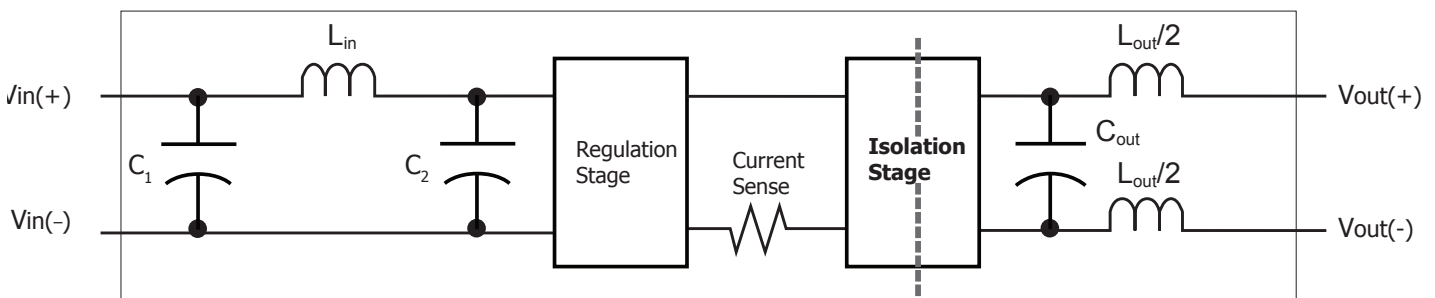 L_in
L_out/2
Vin(+)
Vout(+)
C_out
C_1
C_2
Regulation
Stage
Current
Sense
Isolation
Stage
L_out/2
Vin(−)
Vout(-)